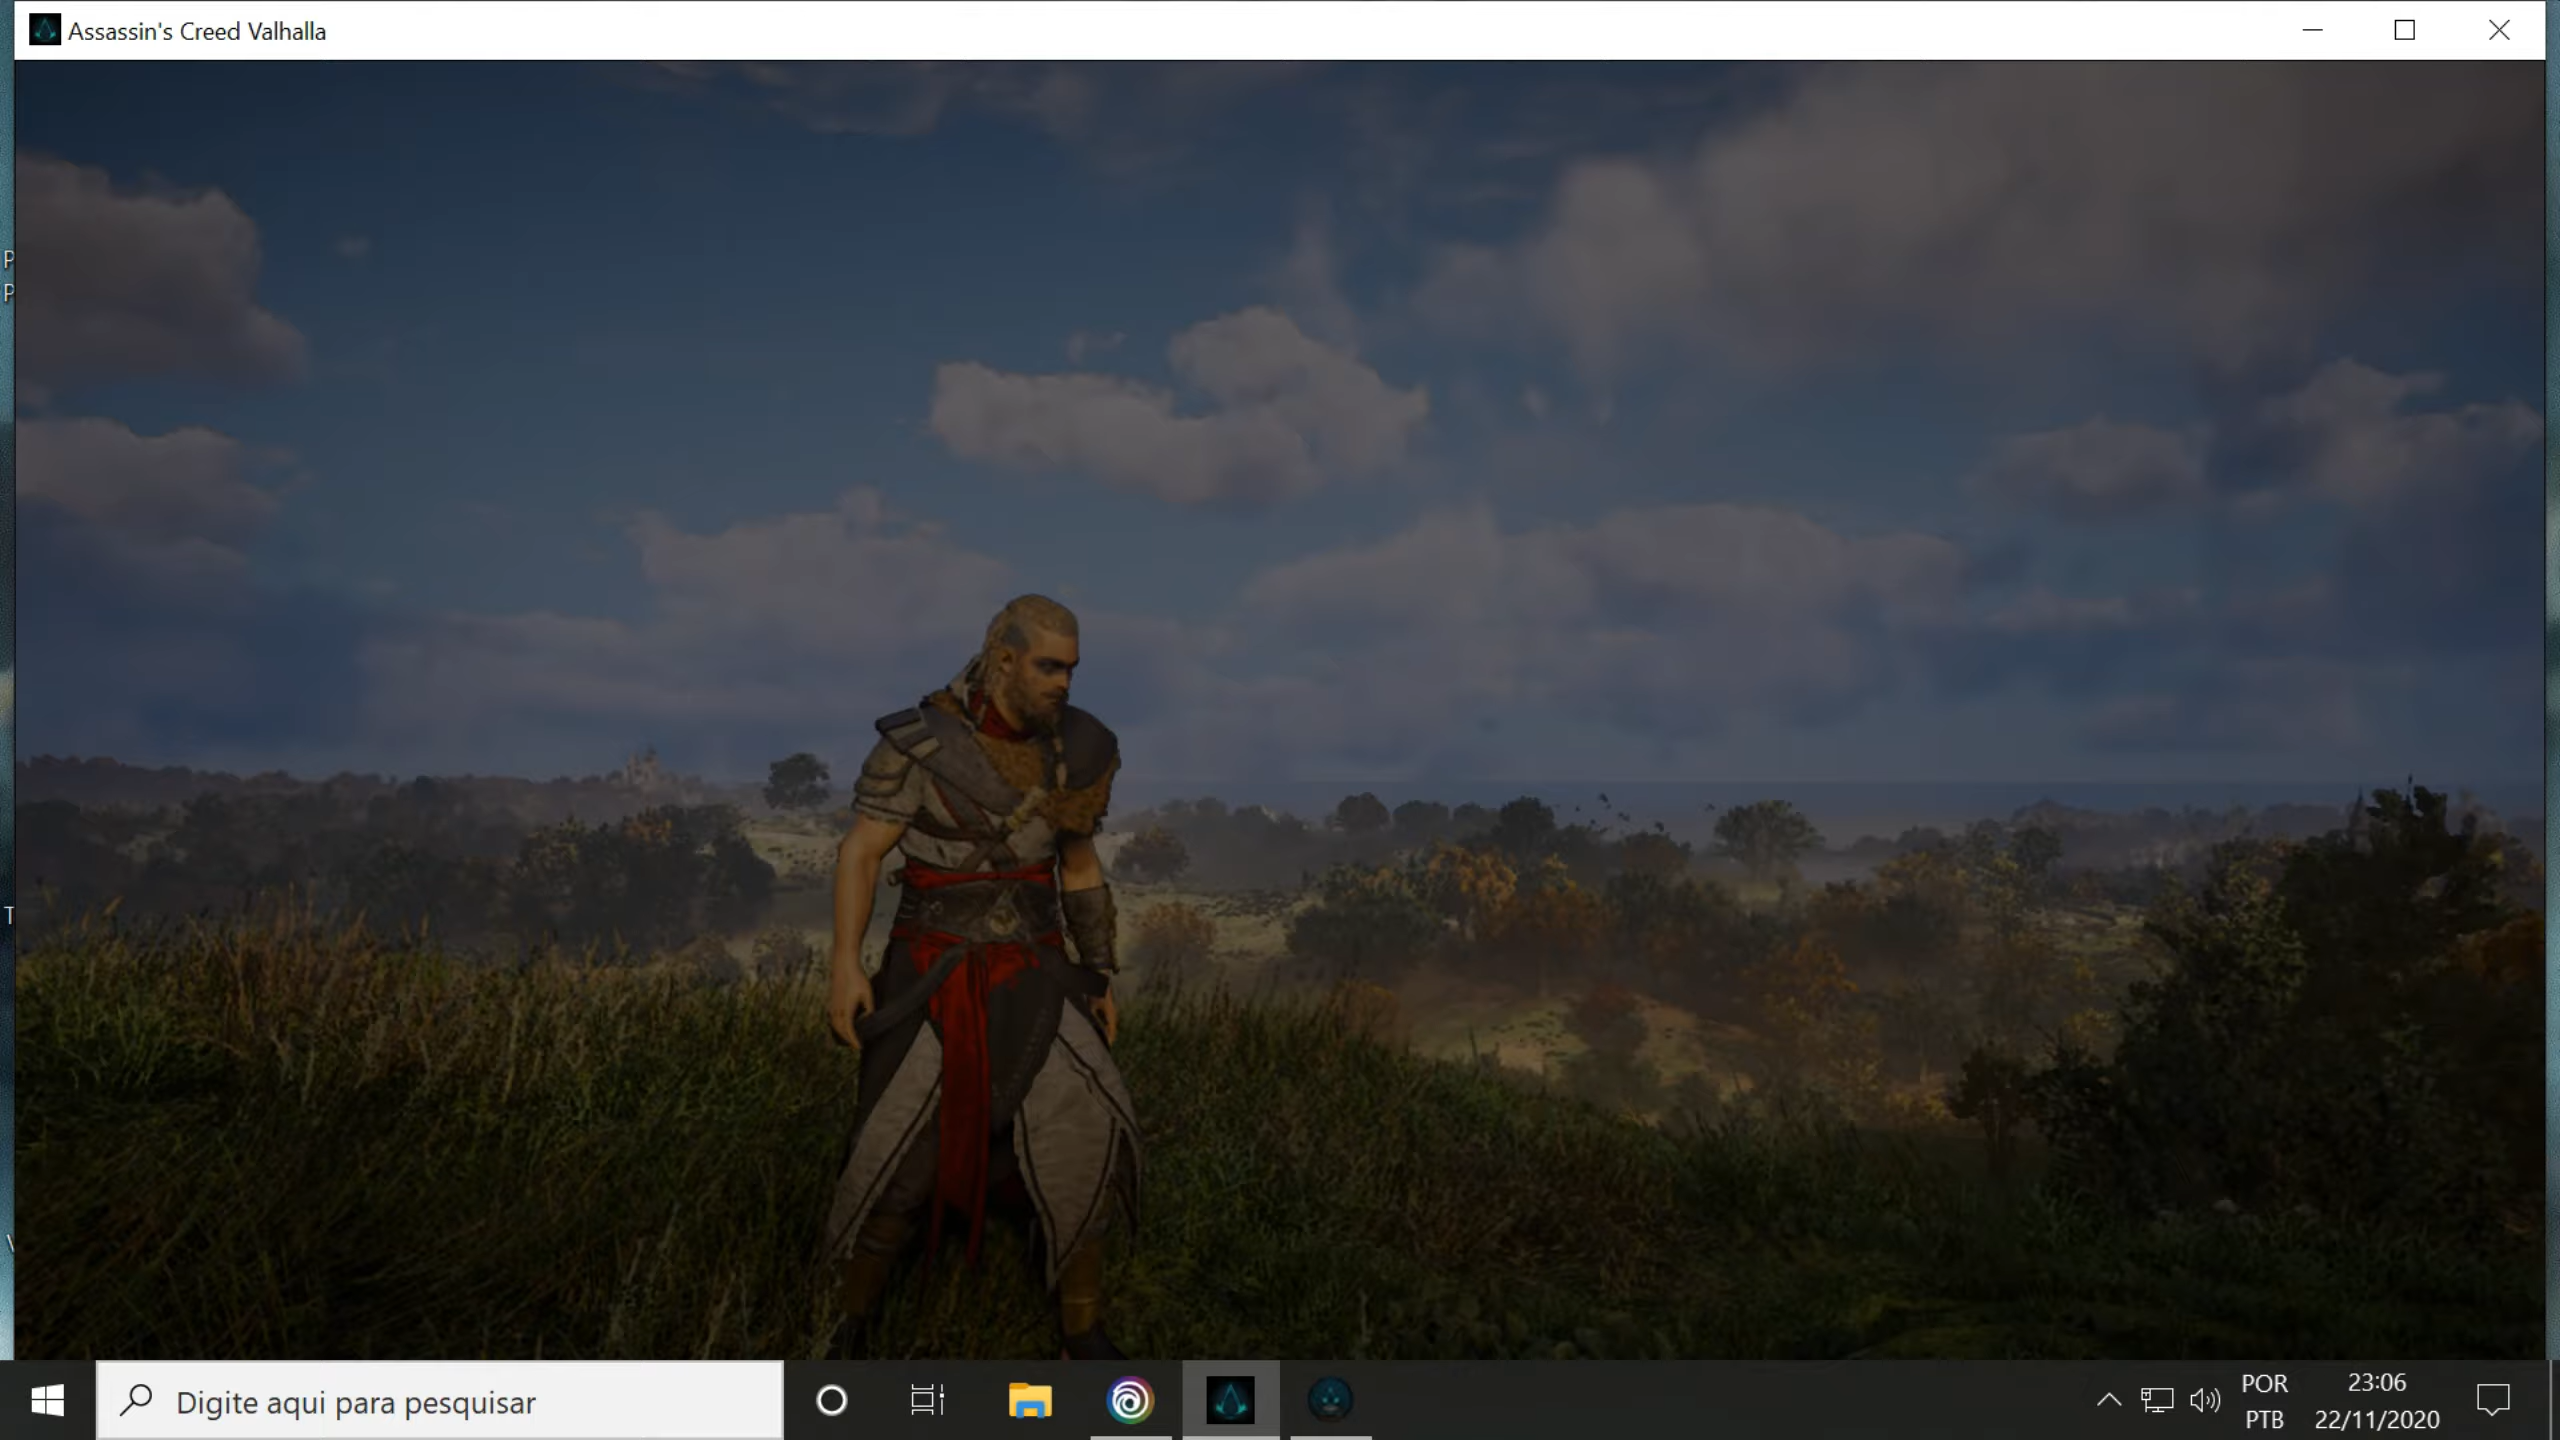 Assassin's Creed Valhalla
P
P
T
Digite aqui para pesquisar
POR
PTB
23:06
22/11/2020